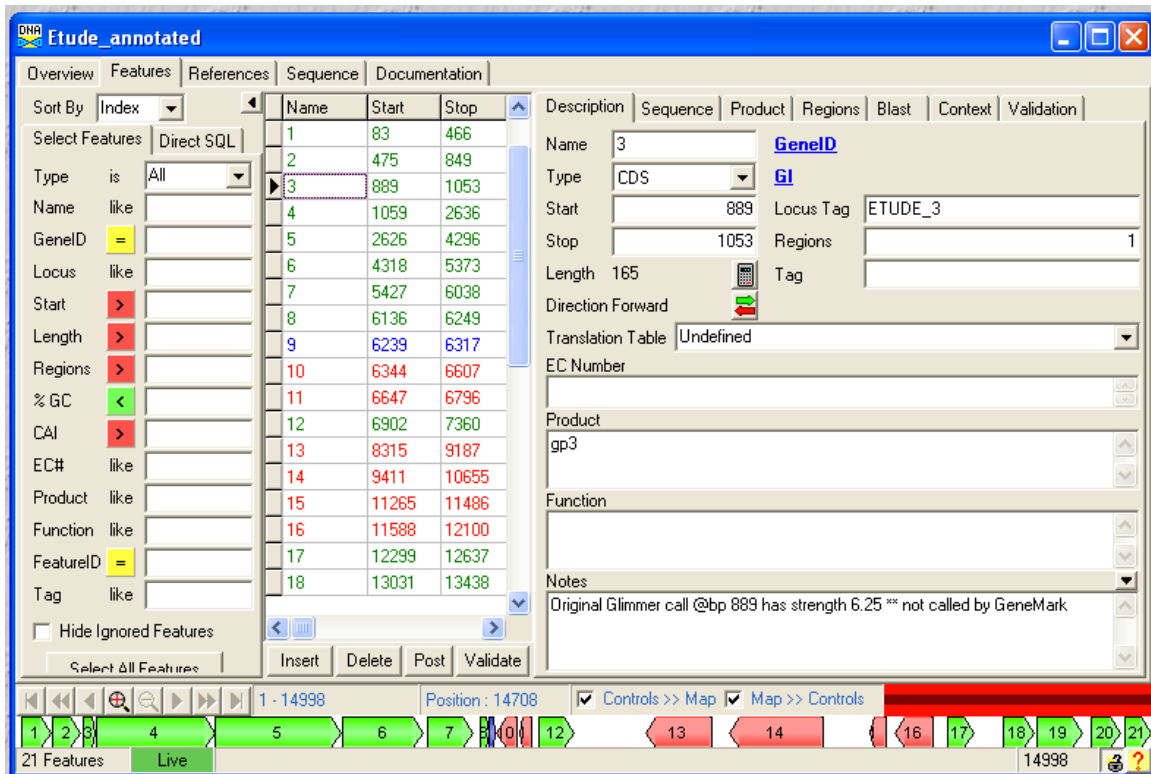 DNA Etude_annotated
Overview Features References Sequence Documentation
Sort By Index
Select Features Direct SQL
Type is All
Name like
GeneID =
Locus like
Start >
Length >
Regions >
% GC <
CAI >
EC# like
Product like
Function like
FeatureID =
Tag like
Hide Ignored Features
Select All Features
Name Start Stop
1 83 466
2 475 849
3 889 1053
4 1059 2636
5 2626 4296
6 4318 5373
7 5427 6038
8 6136 6249
9 6239 6317
10 6344 6607
11 6647 6796
12 6902 7360
13 8315 9187
14 9411 10655
15 11265 11486
16 11588 12100
17 12299 12637
18 13031 13438
Insert Delete Post Validate
Description Sequence Product Regions Blast Context Validation
Name 3 GeneID
Type CDS GI
Start 889 Locus Tag ETUDE_3
Stop 1053 Regions 1
Length 165 Tag
Direction Forward
Translation Table Undefined
EC Number
Product
gp3
Function
Notes
Original Glimmer call @bp 889 has strength 6.25 ** not called by GeneMark
1 - 14998 Position : 14708 Controls >> Map Map >> Controls
1 2 3 4 5 6 7 8 0 12 13 14 16 17 18 19 20 21
21 Features Live 14998 ?